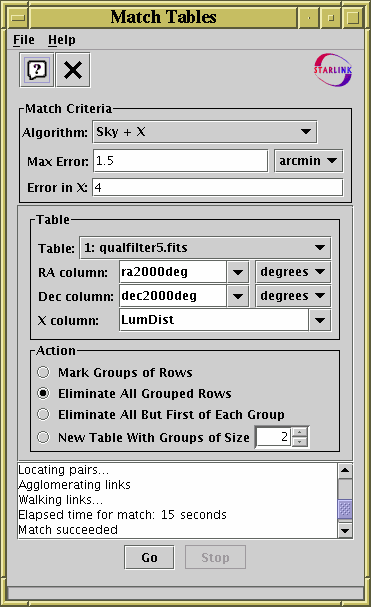 Match Tables
File Help
STARLINK
Match Criteria
Algorithm: Sky + X
Max Error: 1.5 arcmin
Error in X: 4
Table
Table: 1: qualfilter5.fits
RA column: ra2000deg degrees
Dec column: dec2000deg degrees
X column: LumDist
Action
Mark Groups of Rows
Eliminate All Grouped Rows
Eliminate All But First of Each Group
New Table With Groups of Size 2
Locating pairs...
Agglomerating links
Walking links...
Elapsed time for match: 15 seconds
Match succeeded
Go Stop